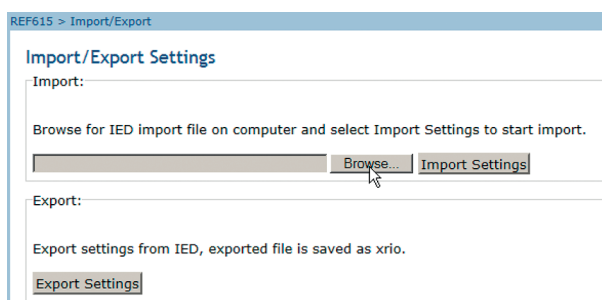 REF615 > Import/Export
Import/Export Settings
Import:
Browse for IED import file on computer and select Import Settings to start import.
Browse... Import Settings
Export:
Export settings from IED, exported file is saved as xrio.
Export Settings